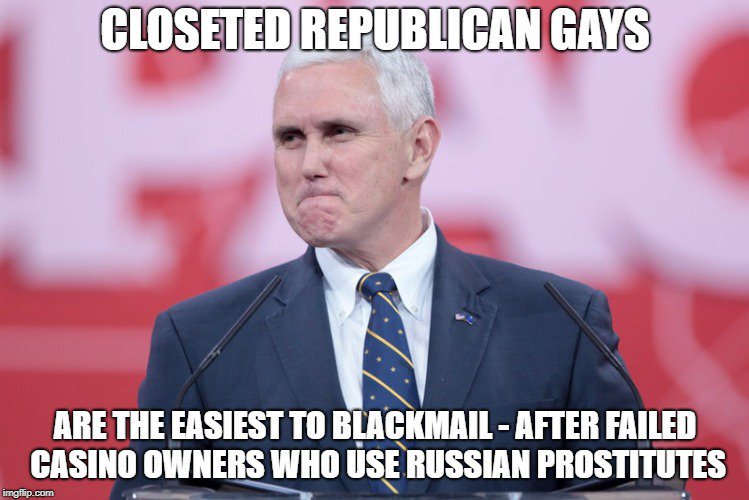 CLOSETED REPUBLICAN GAYS
ARE THE EASIEST TO BLACKMAIL - AFTER FAILED
CASINO OWNERS WHO USE RUSSIAN PROSTITUTES
imgflip.com